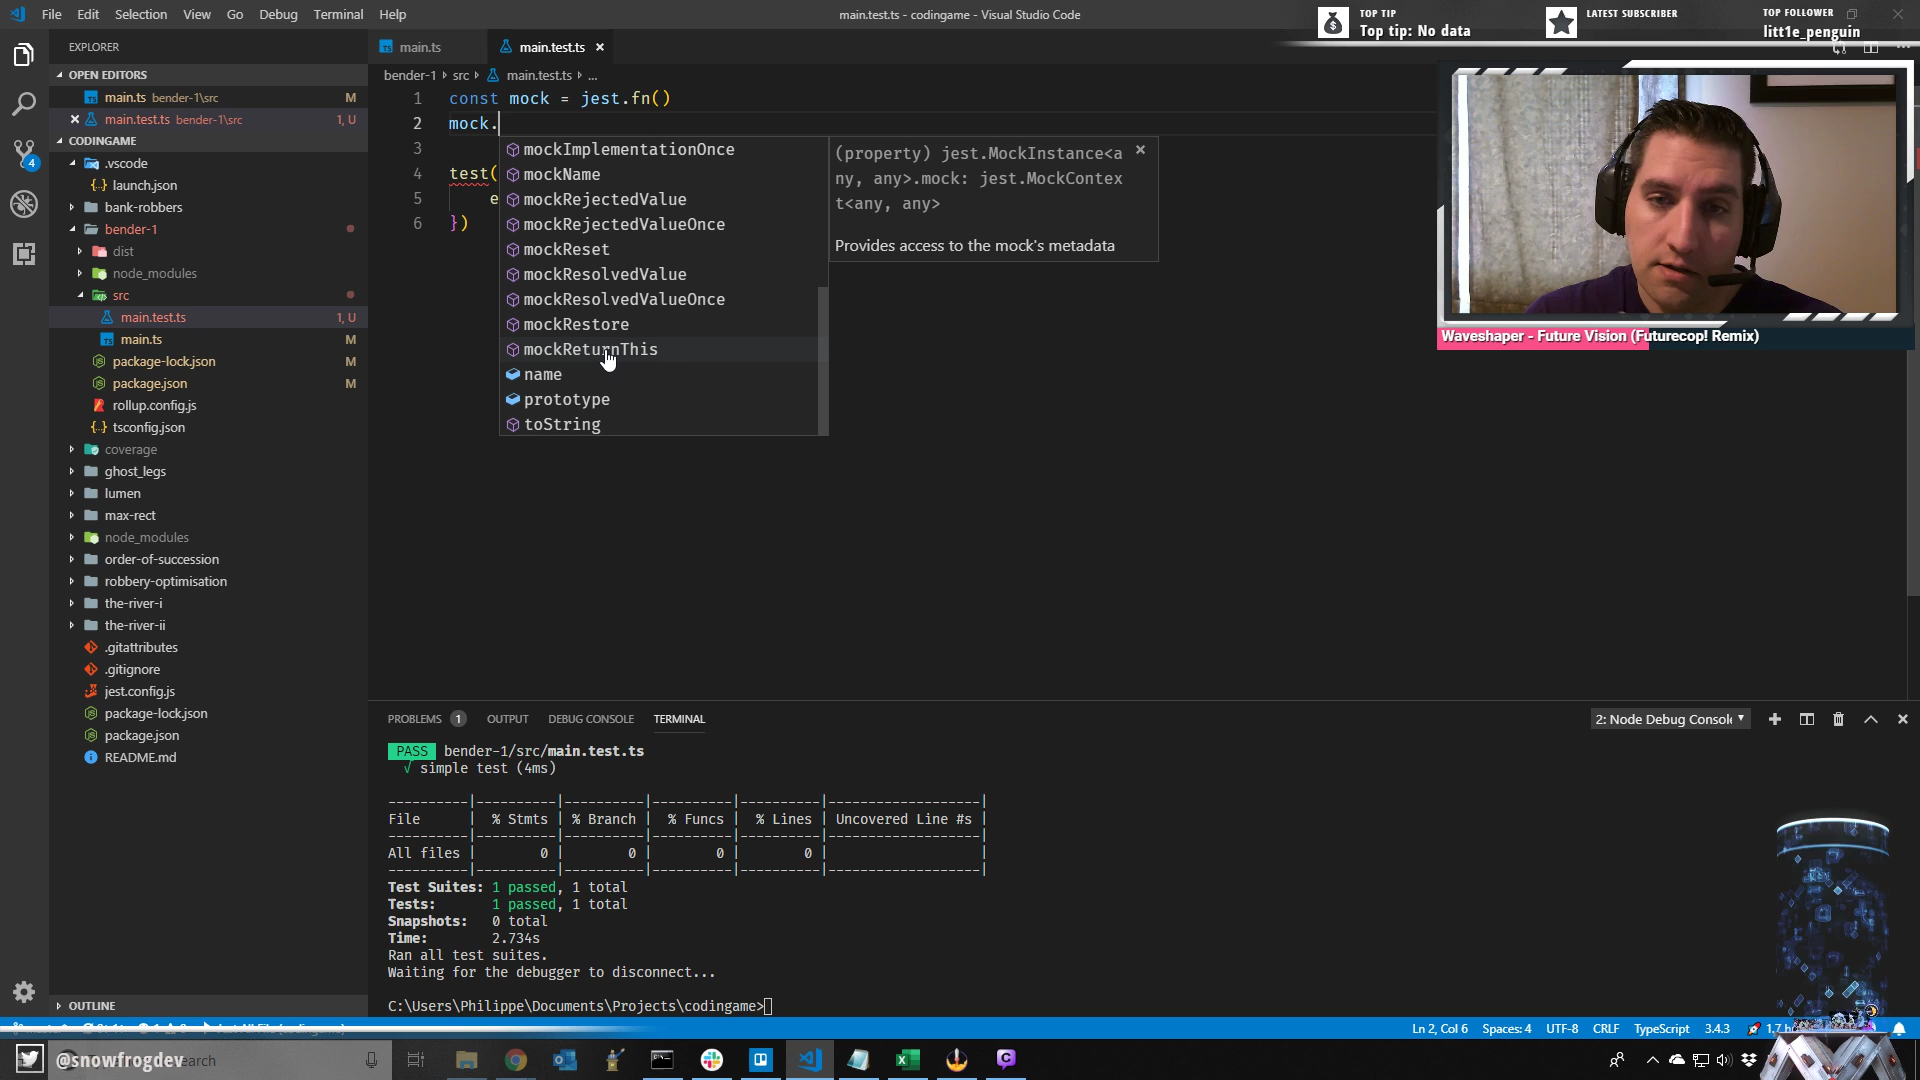 File Edit Selection View Go Debug Terminal Help
main.test.ts - codingame - Visual Studio Code
TOP TIP
Top tip: No data
LATEST SUBSCRIBER
TOP FOLLOWER
litt1e_penguin
EXPLORER
OPEN EDITORS
main.ts bender-1\src M
main.test.ts bender-1\src 1, U
CODINGAME
.vscode
launch.json
bank-robbers
bender-1
dist
node_modules
src
main.test.ts 1, U
main.ts M
package-lock.json M
package.json M
rollup.config.js
tsconfig.json
coverage
ghost_legs
lumen
max-rect
node_modules
order-of-succession
robbery-optimisation
the-river-i
the-river-ii
.gitattributes
.gitignore
jest.config.js
package-lock.json
package.json
README.md
OUTLINE
4
main.ts
main.test.ts
bender-1 src main.test.ts ...
1 const mock = jest.fn()
2 mock.
3
4 test(
5 e
6 })
mockImplementationOnce
mockName
mockRejectedValue
mockRejectedValueOnce
mockReset
mockResolvedValue
mockResolvedValueOnce
mockRestore
mockReturnThis
name
prototype
toString
(property) jest.MockInstance<a
ny, any>.mock: jest.MockContex
t<any, any>
Provides access to the mock's metadata
Waveshaper - Future Vision (Futurecop! Remix)
PROBLEMS 1 OUTPUT DEBUG CONSOLE TERMINAL
2: Node Debug Console
PASS bender-1/src/main.test.ts
√ simple test (4ms)
----------|----------|----------|----------|----------|-------------------|
File | % Stmts | % Branch | % Funcs | % Lines | Uncovered Line #s |
----------|----------|----------|----------|----------|-------------------|
All files | 0 | 0 | 0 | 0 | |
----------|----------|----------|----------|----------|-------------------|
Test Suites: 1 passed, 1 total
Tests: 1 passed, 1 total
Snapshots: 0 total
Time: 2.734s
Ran all test suites.
Waiting for the debugger to disconnect...
C:\Users\Philippe\Documents\Projects\codingame>
Ln 2, Col 6 Spaces: 4 UTF-8 CRLF TypeScript 3.4.3
@snowfrogdev